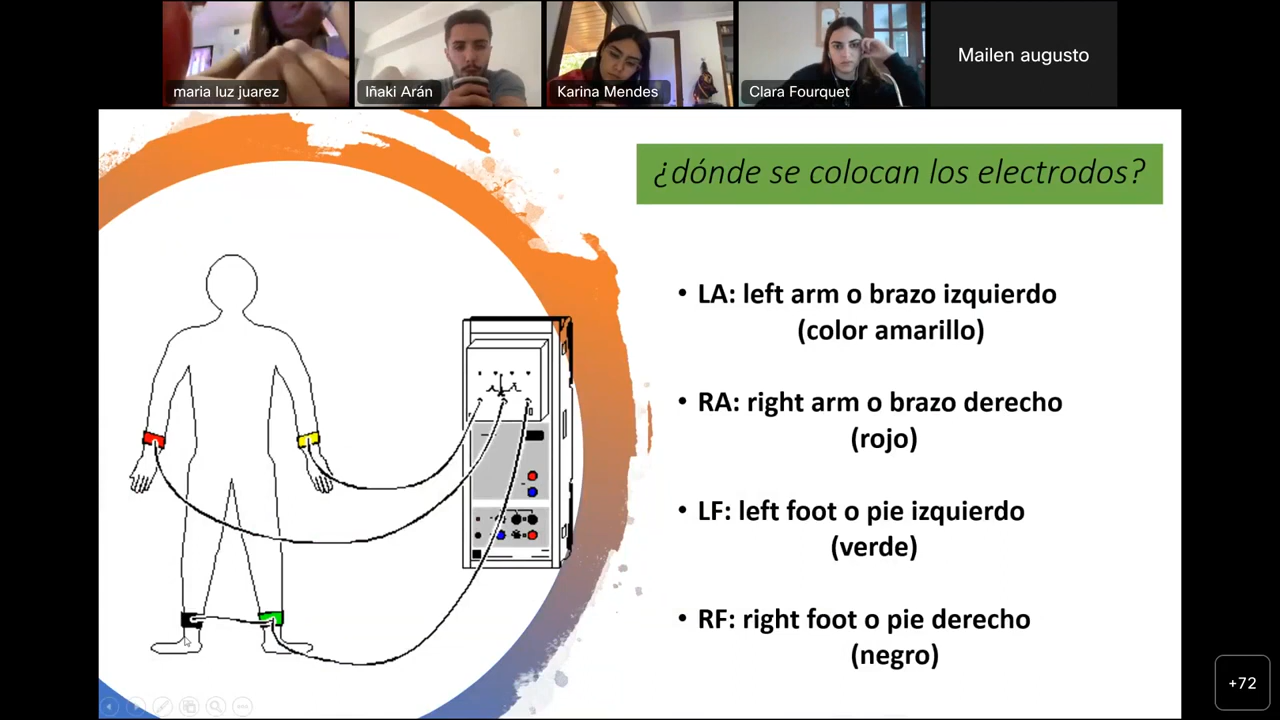 maria luz juarez
Iñaki Arán
Karina Mendes
Clara Fourquet
Mailen augusto
¿dónde se colocan los electrodos?
• LA: left arm o brazo izquierdo
(color amarillo)
• RA: right arm o brazo derecho
(rojo)
• LF: left foot o pie izquierdo
(verde)
• RF: right foot o pie derecho
(negro)
+72